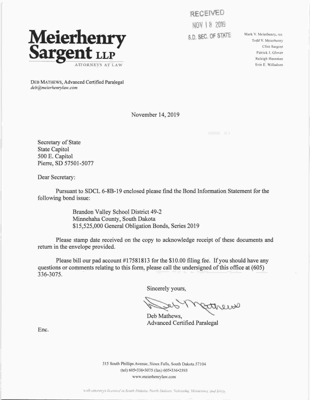 Meierhenry
Sargent LLP
ATTORNEYS AT LAW
RECEIVED
NOV 18
S.D. SEC. OF STATE
Mark V. Meierhenry,
Todd V. Meierhenry
Clint Sargent
Patrick J. Glover
Raleigh Hansman
Erin E. Willadsen
DEB MATHEWS, Advanced Certified Paralegal
deb@meierhenrylaw.com
November 14, 2019
Secretary of State
State Capitol
500 E. Capitol
Pierre, SD 57501-5077
Dear Secretary:
Pursuant to SDCL 6-8B-19 enclosed please find the Bond Information Statement for the
following bond issue:
Brandon Valley School District 49-2
Minnehaha County, South Dakota
$15,525,000 General Obligation Bonds, Series 2019
Please stamp date received on the copy to acknowledge receipt of these documents and
return in the envelope provided.
Please bill our pad account #17581813 for the $10.00 filing fee. If you should have any
questions or comments relating to this form, please call the undersigned of this office at (605)
336-3075.
Sincerely yours,
Deb Mathews
Deb Mathews,
Advanced Certified Paralegal
Enc.
315 South Phillips Avenue, Sioux Falls, South Dakota 57104
(tel) 605•336•3075 (fax) 605•336•2593
www.meierhenrylaw.com